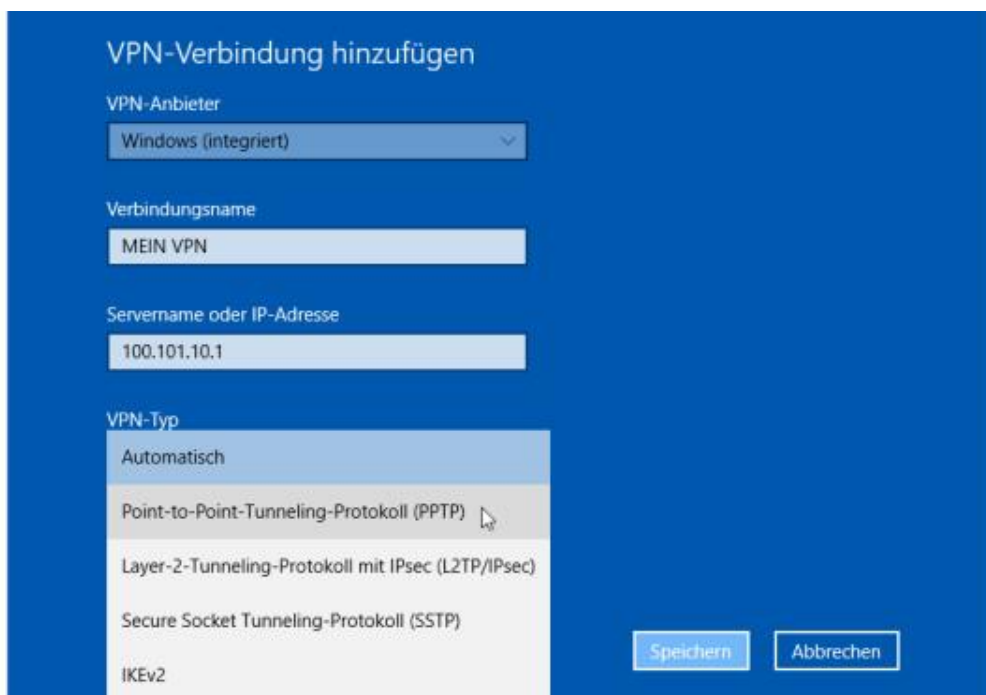 VPN-Verbindung hinzufügen
VPN-Anbieter
Windows (integriert)
Verbindungsname
MEIN VPN
Servername oder IP-Adresse
100.101.10.1
VPN-Typ
Automatisch
Point-to-Point-Tunneling-Protokoll (PPTP)
Layer-2-Tunneling-Protokoll mit IPsec (L2TP/IPsec)
Secure Socket Tunneling-Protokoll (SSTP)
IKEv2
Speichern
Abbrechen